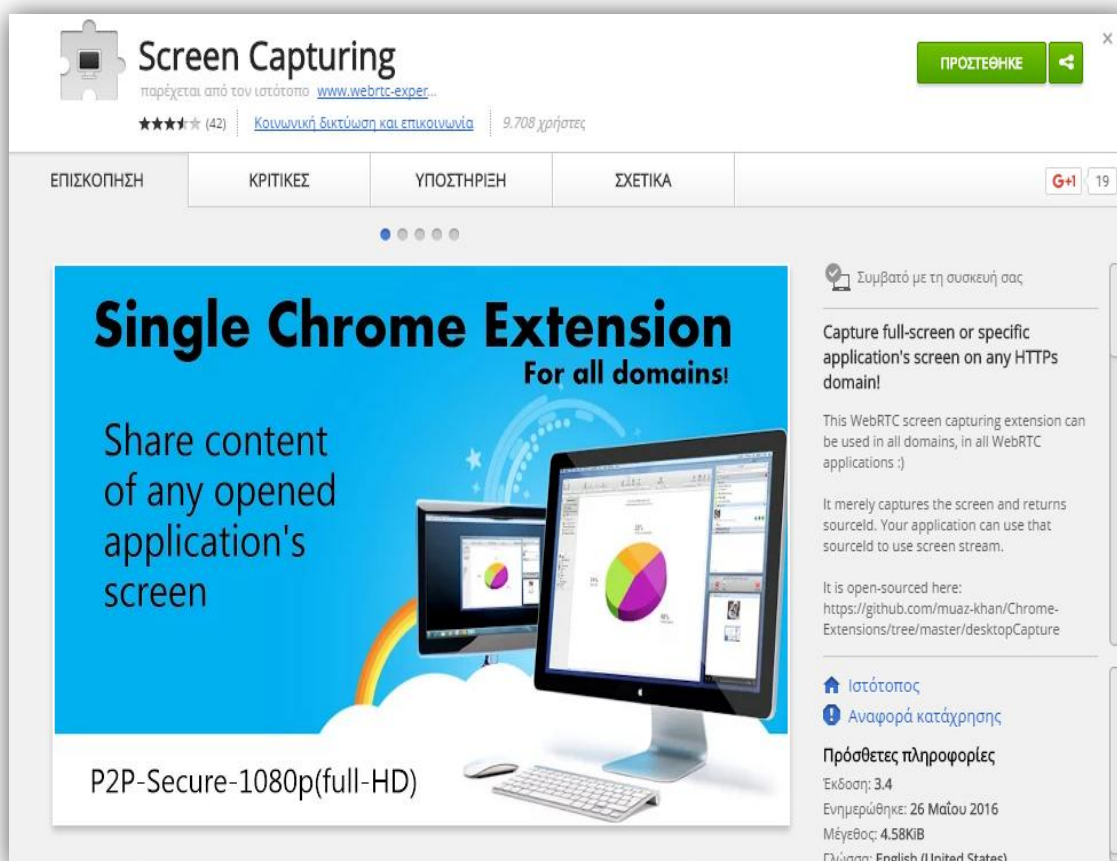 Screen Capturing
παρέχεται από τον ιστότοπο www.webrtc-exper...
(42) Κοινωνική δικτύωση και επικοινωνία 9.708 χρήστες
ΠΡΟΣΤΕΘΗΚΕ
×
ΕΠΙΣΚΟΠΗΣΗ ΚΡΙΤΙΚΕΣ ΥΠΟΣΤΗΡΙΞΗ ΣΧΕΤΙΚΑ
G+1 19
Single Chrome Extension
For all domains!
Share content
of any opened
application's
screen
P2P-Secure-1080p(full-HD)
Συμβατό με τη συσκευή σας
Capture full-screen or specific
application's screen on any HTTPs
domain!
This WebRTC screen capturing extension can
be used in all domains, in all WebRTC
applications :)
It merely captures the screen and returns
sourceId. Your application can use that
sourceId to use screen stream.
It is open-sourced here:
https://github.com/muaz-khan/Chrome-
Extensions/tree/master/desktopCapture
Ιστότοπος
Αναφορά κατάχρησης
Πρόσθετες πληροφορίες
Έκδοση: 3.4
Ενημερώθηκε: 26 Μαΐου 2016
Μέγεθος: 4.58KiB
Γλώσσα: English (United States)